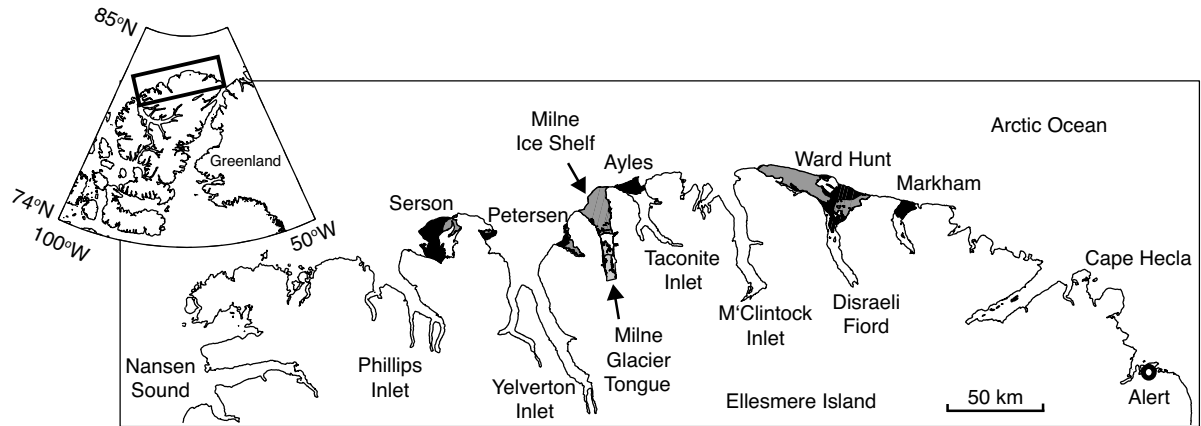 85°N
Greenland
74°N
100°W
50°W
Milne
Ice Shelf
Arctic Ocean
Ayles
Ward Hunt
Markham
Serson
Petersen
Taconite
Inlet
Cape Hecla
M‘Clintock
Inlet
Disraeli
Fiord
Nansen
Sound
Phillips
Inlet
Yelverton
Inlet
Milne
Glacier
Tongue
Ellesmere Island
50 km
Alert